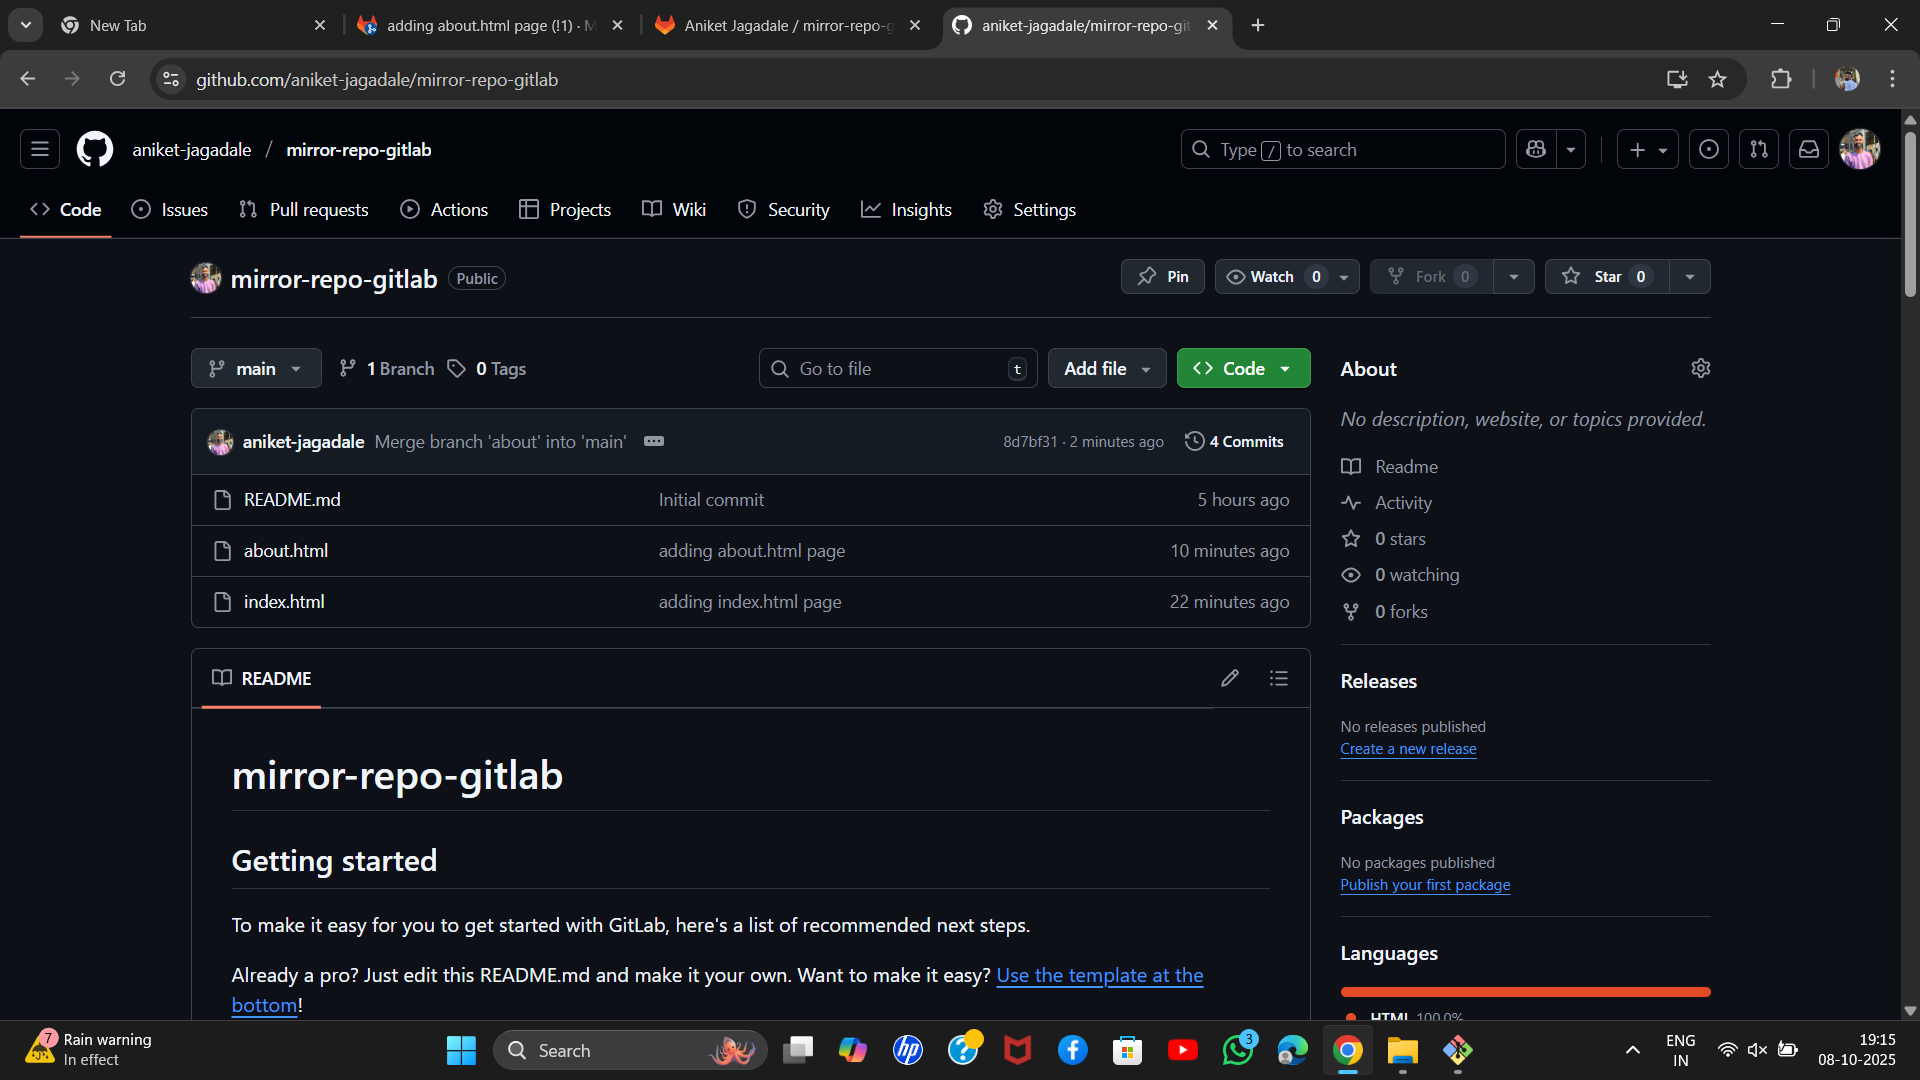 New Tab
adding about.html page (!1) · M
Aniket Jagadale / mirror-repo-g
aniket-jagadale/mirror-repo-git
github.com/aniket-jagadale/mirror-repo-gitlab
aniket-jagadale / mirror-repo-gitlab
Type / to search
Code Issues Pull requests Actions Projects Wiki Security Insights Settings
mirror-repo-gitlab Public
Pin Watch 0 Fork 0 Star 0
main 1 Branch 0 Tags
Go to file t
Add file
Code
aniket-jagadale Merge branch 'about' into 'main'
8d7bf31 · 2 minutes ago 4 Commits
README.md Initial commit 5 hours ago
about.html adding about.html page 10 minutes ago
index.html adding index.html page 22 minutes ago
README
mirror-repo-gitlab
Getting started
To make it easy for you to get started with GitLab, here's a list of recommended next steps.
Already a pro? Just edit this README.md and make it your own. Want to make it easy? Use the template at the
bottom!
About
No description, website, or topics provided.
Readme
Activity
0 stars
0 watching
0 forks
Releases
No releases published
Create a new release
Packages
No packages published
Publish your first package
Languages
HTML 100.0%
7
Rain warning
In effect
Search
hp
3
ENG
IN
19:15
08-10-2025